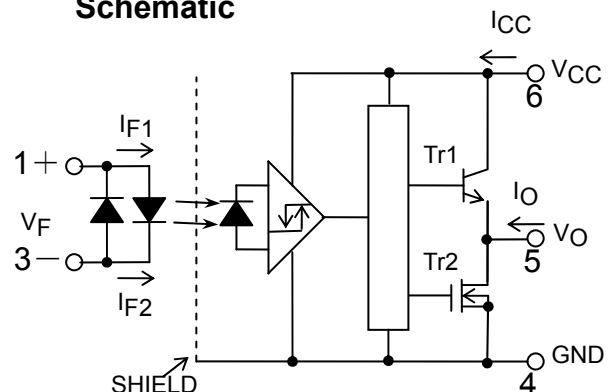 Schematic
ICC
VCC
6
IF1
1+
Tr1
IO
VF
VO
5
3−
Tr2
IF2
GND
SHIELD
4